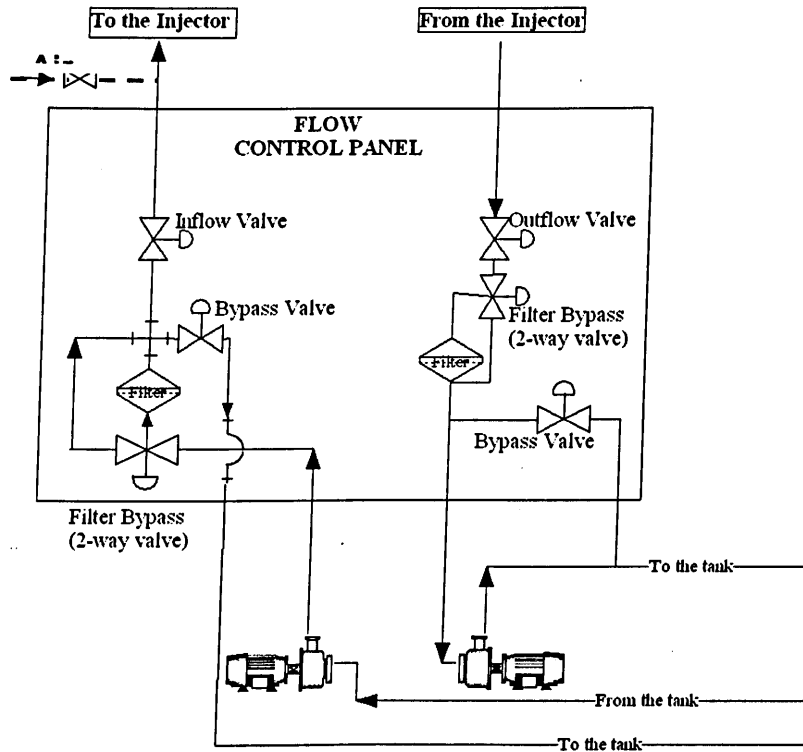 To the Injector
From the Injector
FLOW
CONTROL PANEL
Inflow Valve
Outflow Valve
Bypass Valve
Filter Bypass
(2-way valve)
Filter
Filter
Bypass Valve
Filter Bypass
(2-way valve)
To the tank
From the tank
To the tank